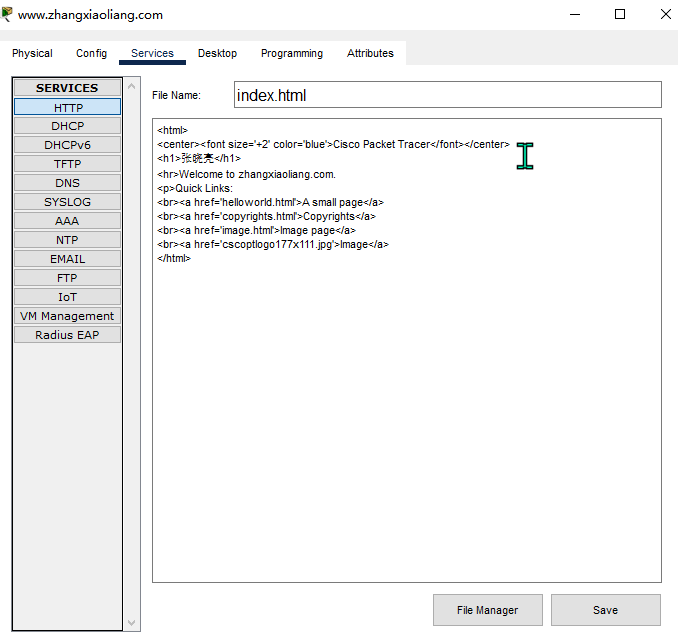 www.zhangxiaoliang.com
Physical Config Services Desktop Programming Attributes
SERVICES
HTTP
DHCP
DHCPv6
TFTP
DNS
SYSLOG
AAA
NTP
EMAIL
FTP
IoT
VM Management
Radius EAP
File Name: index.html
<html>
<center><font size='+2' color='blue'>Cisco Packet Tracer</font></center>
<h1>张晓亮</h1>
<hr>Welcome to zhangxiaoliang.com.
<p>Quick Links:
<br><a href='helloworld.html'>A small page</a>
<br><a href='copyrights.html'>Copyrights</a>
<br><a href='image.html'>Image page</a>
<br><a href='cscoptlogo177x111.jpg'>Image</a>
</html>
File Manager Save